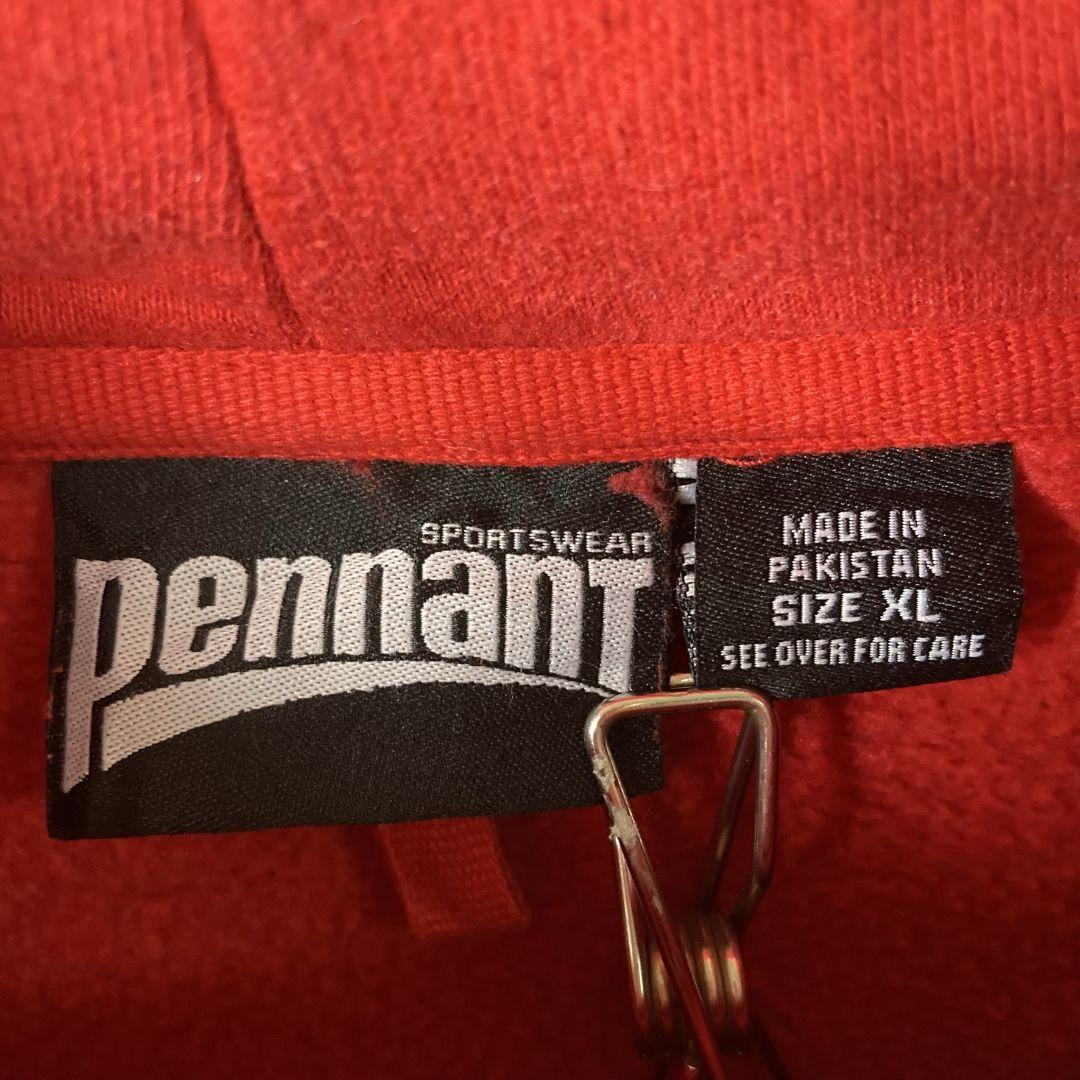 SPORTSWEAR
Pennant
MADE IN
PAKISTAN
SIZE XL
SEE OVER FOR CARE